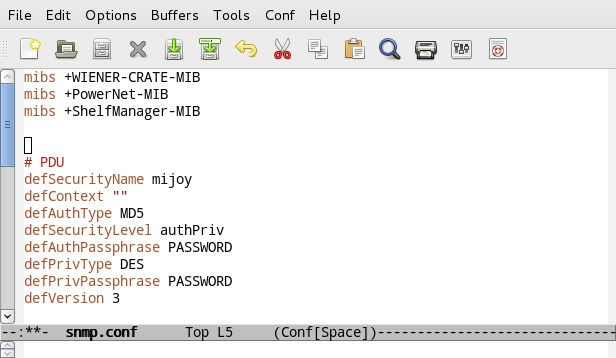 File Edit Options Buffers Tools Conf Help
mibs +WIENER-CRATE-MIB
mibs +PowerNet-MIB
mibs +ShelfManager-MIB
# PDU
defSecurityName mijoy
defContext ""
defAuthType MD5
defSecurityLevel authPriv
defAuthPassphrase PASSWORD
defPrivType DES
defPrivPassphrase PASSWORD
defVersion 3
--:**- snmp.conf Top L5 (Conf[Space])--------------------------------